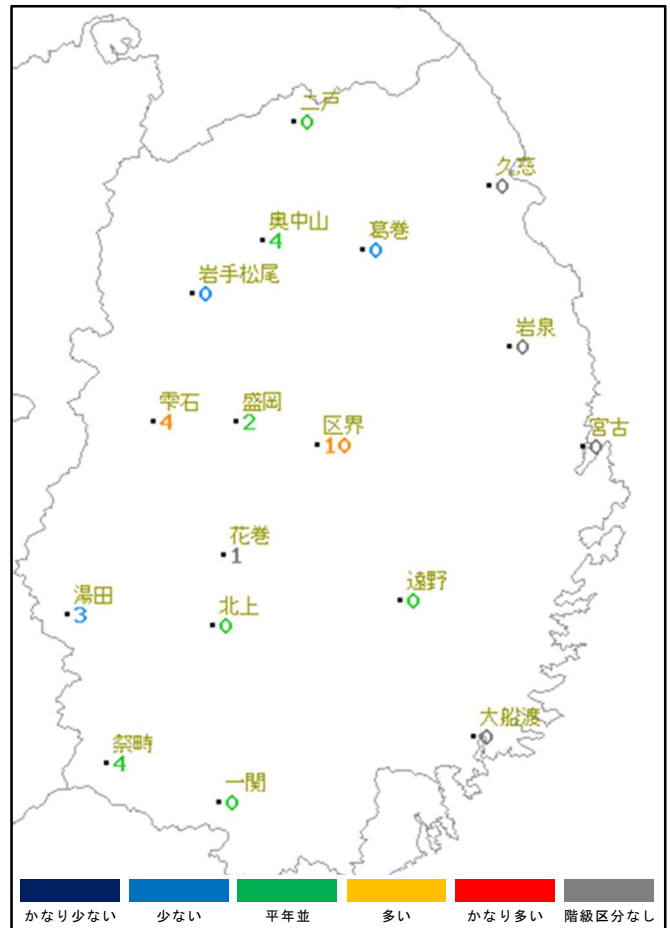 二戸
0
久慈
0
奥中山
4
葛巻
0
岩手松尾
0
岩泉
0
雫石
4
盛岡
2
区界
10
宮古
0
花巻
1
湯田
3
北上
0
遠野
0
大船渡
0
祭畤
4
一関
0
かなり少ない 少ない 平年並 多い かなり多い 階級区分なし